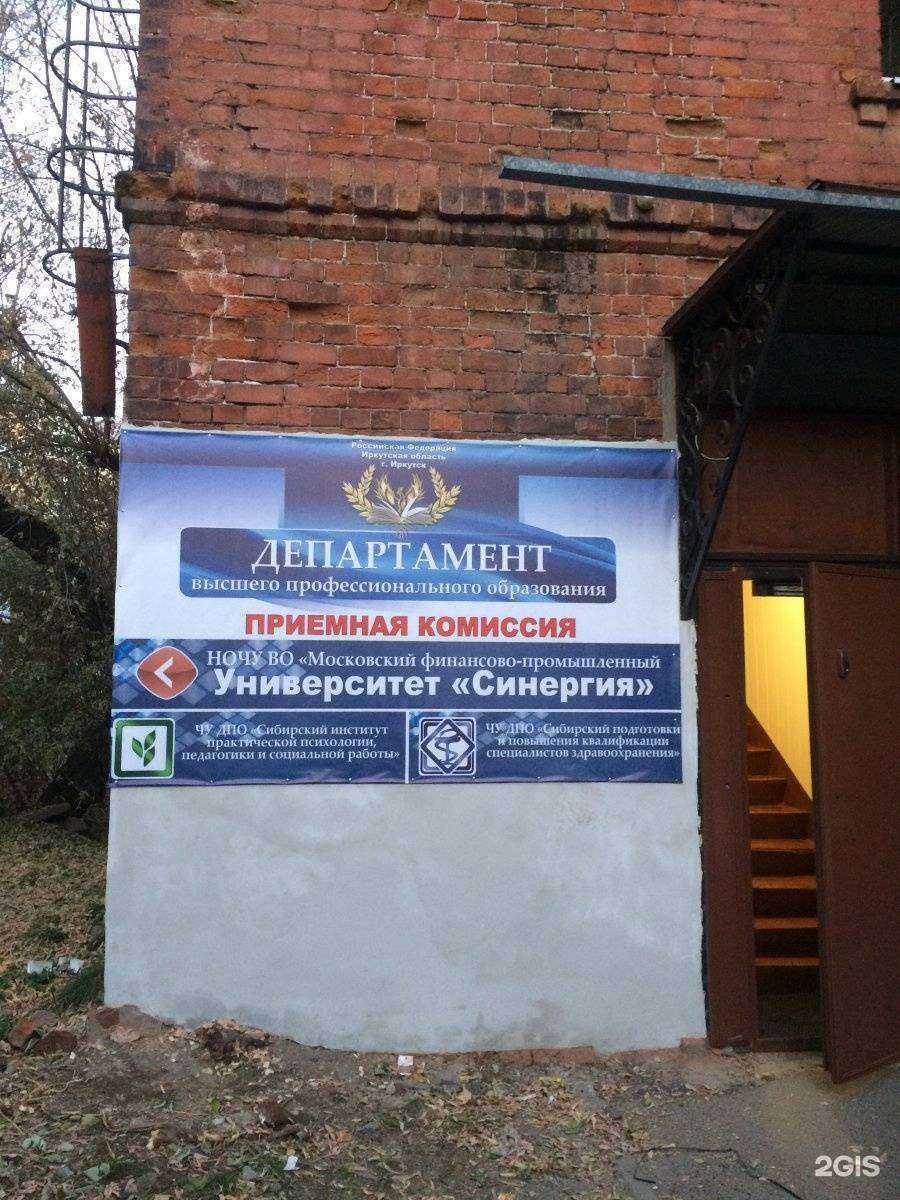 Российская Федерация
Иркутская область
г. Иркутск
ДЕПАРТАМЕНТ
высшего профессионального образования
ПРИЕМНАЯ КОМИССИЯ
НОЧУ ВО «Московский финансово-промышленный
Университет «Синергия»
ЧУ ДПО «Сибирский институт
практической психологии,
педагогики и социальной работы»
ЧУ ДПО «Сибирский подготовки
и повышения квалификации
специалистов здравоохранения»
2GIS